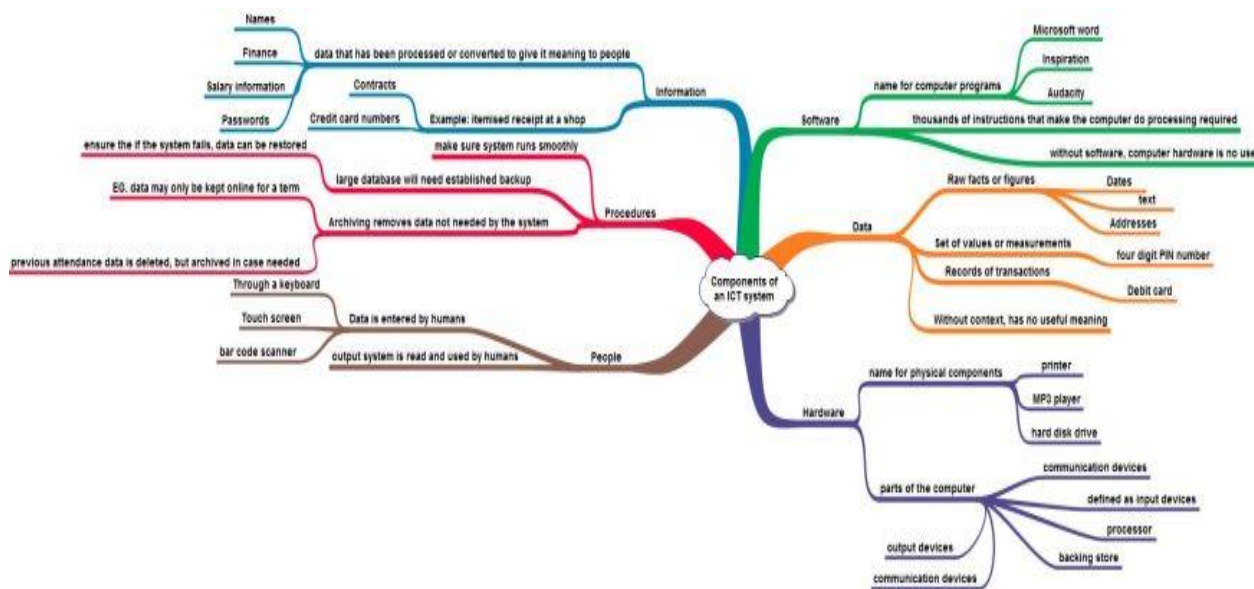 Components of
an ICT system
Information
data that has been processed or converted to give it meaning to people
Names
Finance
Salary information
Passwords
Example: itemised receipt at a shop
Contracts
Credit card numbers
Procedures
make sure system runs smoothly
large database will need established backup
ensure the if the system fails, data can be restored
Archiving removes data not needed by the system
EG. data may only be kept online for a term
previous attendance data is deleted, but archived in case needed
People
Data is entered by humans
Through a keyboard
Touch screen
bar code scanner
output system is read and used by humans
Software
name for computer programs
Microsoft word
Inspiration
Audacity
thousands of instructions that make the computer do processing required
without software, computer hardware is no use
Data
Raw facts or figures
Dates
text
Addresses
Set of values or measurements
four digit PIN number
Records of transactions
Debit card
Without context, has no useful meaning
Hardware
name for physical components
printer
MP3 player
hard disk drive
parts of the computer
communication devices
defined as input devices
processor
backing store
output devices
communication devices